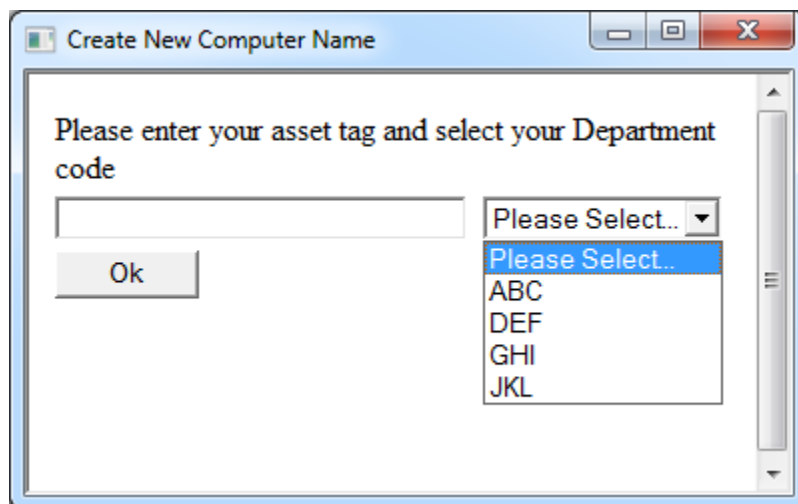 Create New Computer Name
Please enter your asset tag and select your Department
code
Please Select...
Ok
Please Select...
ABC
DEF
GHI
JKL